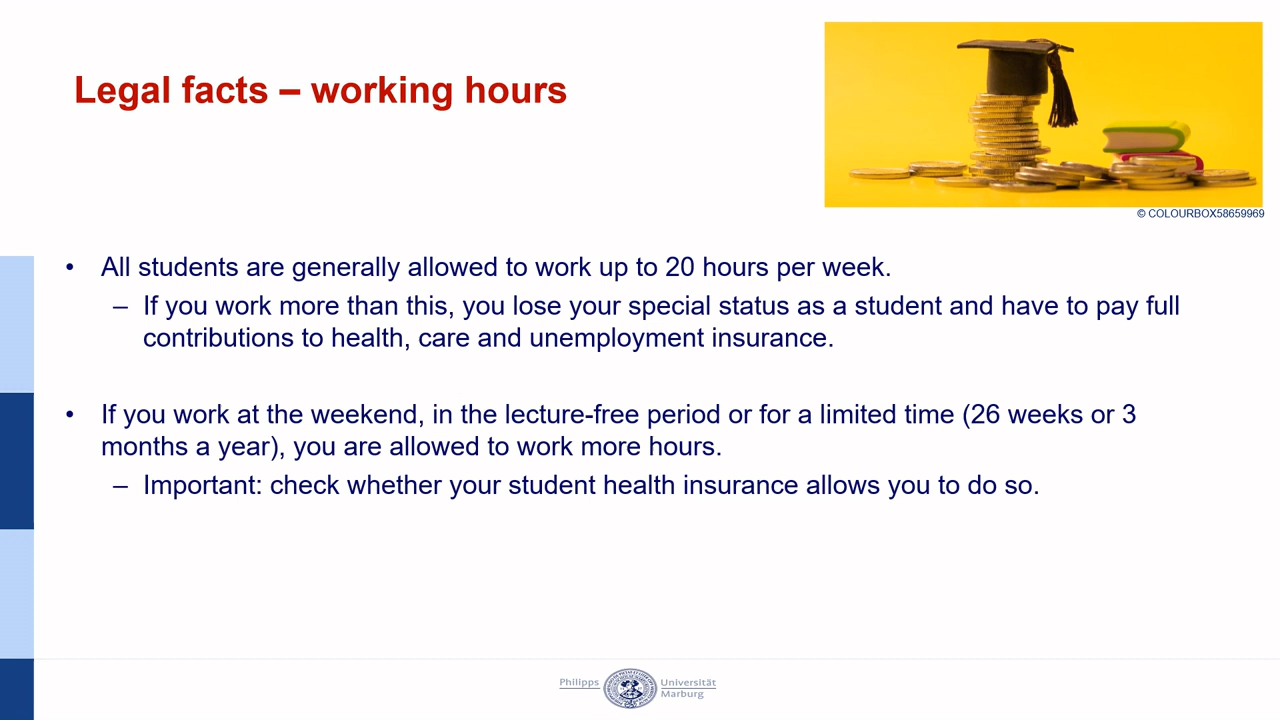 Legal facts – working hours
© COLOURBOX58659969
• All students are generally allowed to work up to 20 hours per week.
– If you work more than this, you lose your special status as a student and have to pay full
contributions to health, care and unemployment insurance.
• If you work at the weekend, in the lecture-free period or for a limited time (26 weeks or 3
months a year), you are allowed to work more hours.
– Important: check whether your student health insurance allows you to do so.
Philipps Universität
Marburg